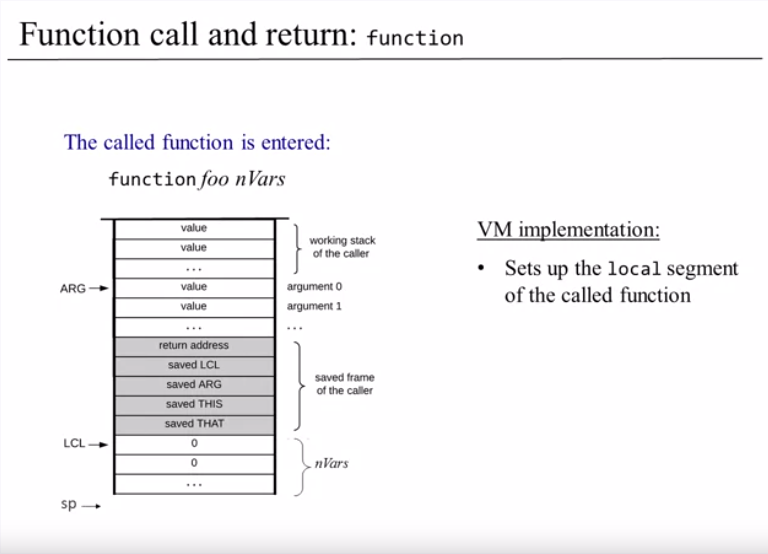 Function call and return: function
The called function is entered:
function foo nVars
value
value
...
ARG
value
value
...
return address
saved LCL
saved ARG
saved THIS
saved THAT
LCL
0
0
...
sp
working stack
of the caller
argument 0
argument 1
...
saved frame
of the caller
nVars
VM implementation:
• Sets up the local segment
of the called function